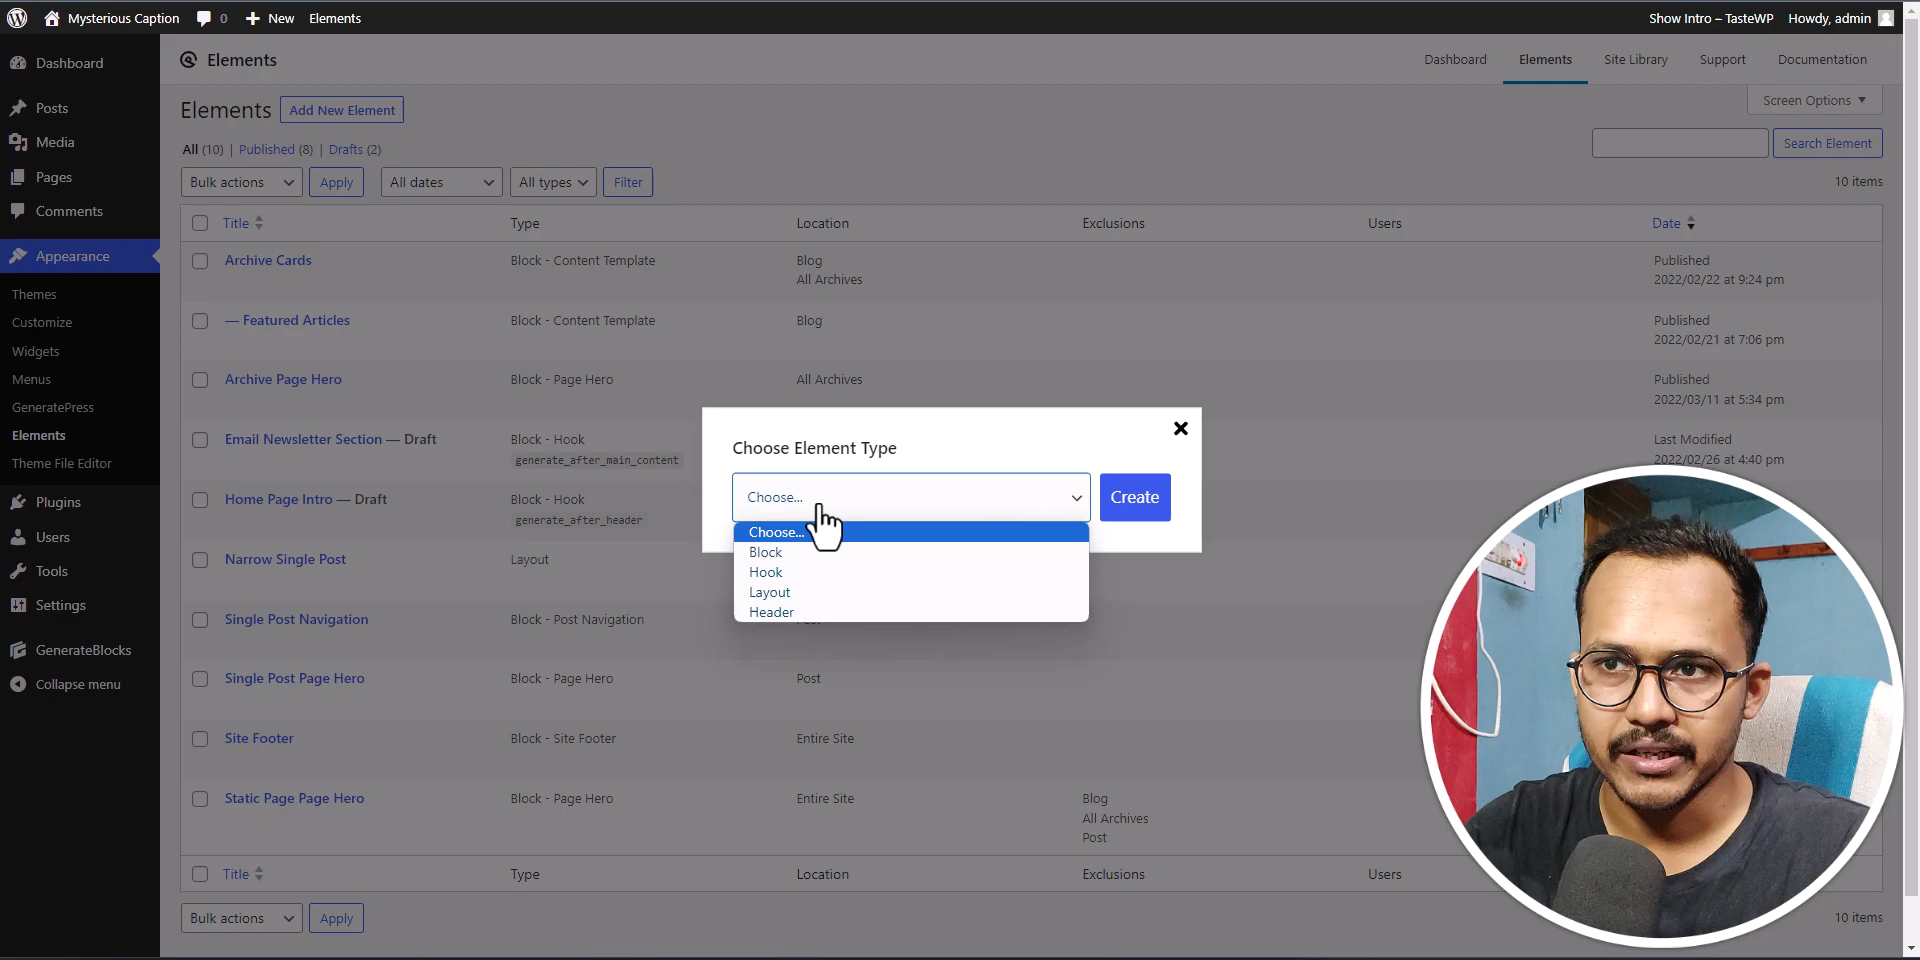 Mysterious Caption
0
New
Elements
Show Intro – TasteWP
Howdy, admin
Dashboard
Posts
Media
Pages
Comments
Appearance
Themes
Customize
Widgets
Menus
GeneratePress
Elements
Theme File Editor
Plugins
Users
Tools
Settings
GenerateBlocks
Collapse menu
Elements
Dashboard
Elements
Site Library
Support
Documentation
Elements
Add New Element
Screen Options
All (10) | Published (8) | Drafts (2)
Search Element
Bulk actions
Apply
All dates
All types
Filter
10 items
Title Type Location Exclusions Users Date
Archive Cards Block - Content Template Blog Published
All Archives 2022/02/22 at 9:24 pm
— Featured Articles Block - Content Template Blog Published
2022/02/21 at 7:06 pm
Archive Page Hero Block - Page Hero All Archives Published
2022/03/11 at 5:34 pm
Email Newsletter Section — Draft Block - Hook Last Modified
generate_after_main_content 2022/02/26 at 4:40 pm
Home Page Intro — Draft Block - Hook
generate_after_header
Narrow Single Post Layout
Single Post Navigation Block - Post Navigation
Single Post Page Hero Block - Page Hero Post
Site Footer Block - Site Footer Entire Site
Static Page Page Hero Block - Page Hero Entire Site Blog
All Archives
Post
Title Type Location Exclusions Users
Bulk actions
Apply
10 items
Choose Element Type
Choose...
Create
Choose...
Block
Hook
Layout
Header